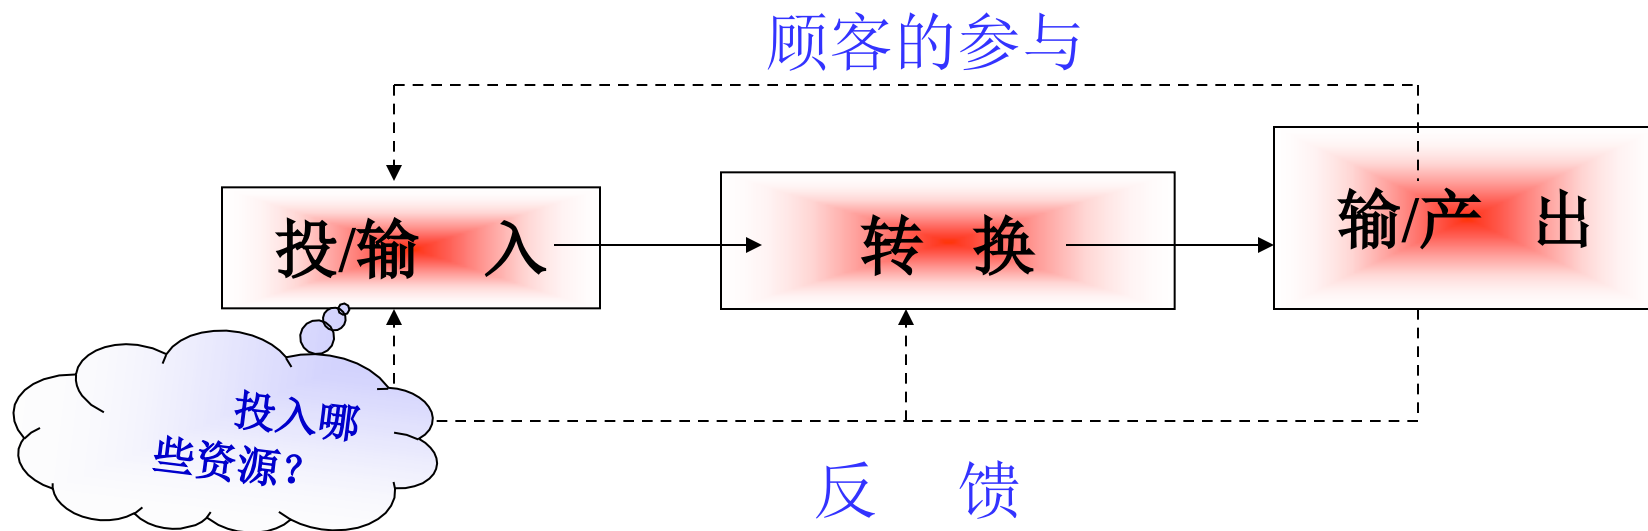 顾客的参与
投/输 入
转 换
输/产 出
投入哪
些资源？
反 馈